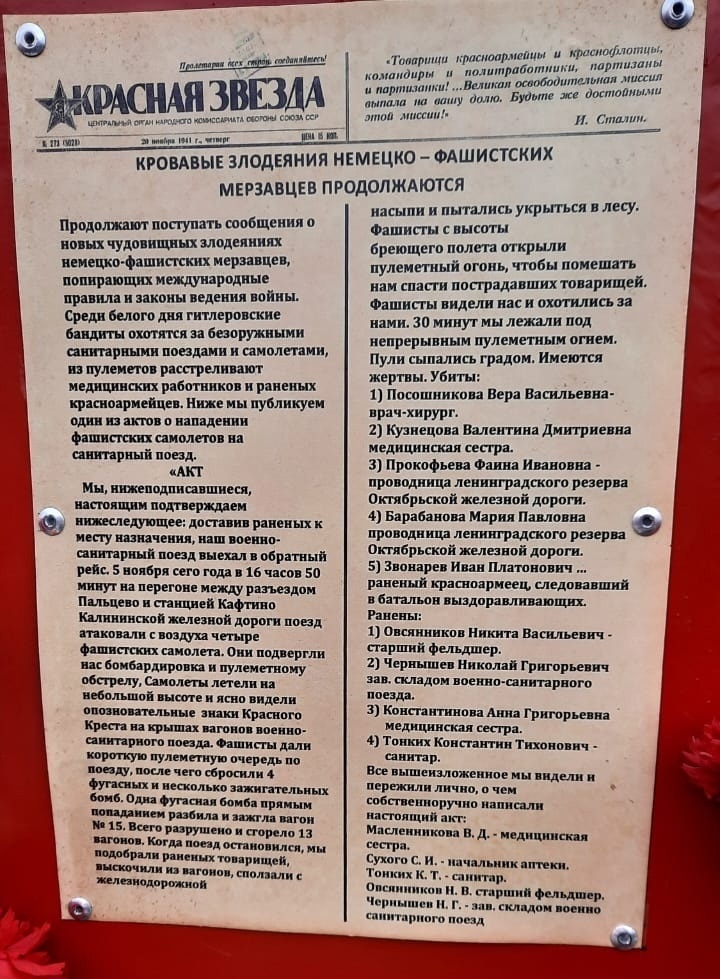 Пролетарии всех стран, соединяйтесь!
КРАСНАЯ ЗВЕЗДА
ЦЕНТРАЛЬНЫЙ ОРГАН НАРОДНОГО КОМИССАРИАТА ОБОРОНЫ СОЮЗА ССР
№ 273 (5028)
20 ноября 1941 г., четверг
ЦЕНА 15 КОП.
«Товарищи красноармейцы и краснофлотцы,
командиры и политработники, партизаны
и партизанки! ...Великая освободительная миссия
выпала на вашу долю. Будьте же достойными
этой миссии!»
И. Сталин.
КРОВАВЫЕ ЗЛОДЕЯНИЯ НЕМЕЦКО – ФАШИСТСКИХ
МЕРЗАВЦЕВ ПРОДОЛЖАЮТСЯ
Продолжают поступать сообщения о
новых чудовищных злодеяниях
немецко-фашистских мерзавцев,
попирающих международные
правила и законы ведения войны.
Среди белого дня гитлеровские
бандиты охотятся за безоружными
санитарными поездами и самолетами,
из пулеметов расстреливают
медицинских работников и раненых
красноармейцев. Ниже мы публикуем
один из актов о нападении
фашистских самолетов на
санитарный поезд.
«АКТ
Мы, нижеподписавшиеся,
настоящим подтверждаем
нижеследующее: доставив раненых к
месту назначения, наш военно-
санитарный поезд выехал в обратный
рейс. 5 ноября сего года в 16 часов 50
минут на перегоне между разъездом
Пальцево и станцией Кафтино
Калининской железной дороги поезд
атаковали с воздуха четыре
фашистских самолета. Они подвергли
нас бомбардировка и пулеметному
обстрелу, Самолеты летели на
небольшой высоте и ясно видели
опозновательные знаки Красного
Креста на крышах вагонов военно-
санитарного поезда. Фашисты дали
короткую пулеметную очередь по
поезду, после чего сбросили 4
фугасных и несколько зажигательных
бомб. Одна фугасная бомба прямым
попаданием разбила и зажгла вагон
№ 15. Всего разрушено и сгорело 13
вагонов. Когда поезд остановился, мы
подобрали раненых товарищей,
выскочили из вагонов, сползали с
железнодорожной
насыпи и пытались укрыться в лесу.
Фашисты с высоты
бреющего полета открыли
пулеметный огонь, чтобы помешать
нам спасти пострадавших товарищей.
Фашисты видели нас и охотились за
нами. 30 минут мы лежали под
непрерывным пулеметным огнем.
Пули сыпались градом. Имеются
жертвы. Убиты:
1) Посошникова Вера Васильевна-
врач-хирург.
2) Кузнецова Валентина Дмитриевна
медицинская сестра.
3) Прокофьева Фаина Ивановна -
проводница ленинградского резерва
Октябрьской железной дороги.
4) Барабанова Мария Павловна
проводница ленинградского резерва
Октябрьской железной дороги.
5) Звонарев Иван Платонович ...
раненый красноармеец, следовавший
в батальон выздоравливающих.
Ранены:
1) Овсянников Никита Васильевич -
старший фельдшер.
2) Чернышев Николай Григорьевич
зав. складом военно-санитарного
поезда.
3) Константинова Анна Григорьевна
медицинская сестра.
4) Тонких Константин Тихонович -
санитар.
Все вышеизложенное мы видели и
пережили лично, о чем
собственноручно написали
настоящий акт:
Масленникова В. Д. - медицинская
сестра.
Сухого С. И. - начальник аптеки.
Тонких К. Т. - санитар.
Овсянников Н. В. старший фельдшер.
Чернышев Н. Г. - зав. складом военно
санитарного поезд